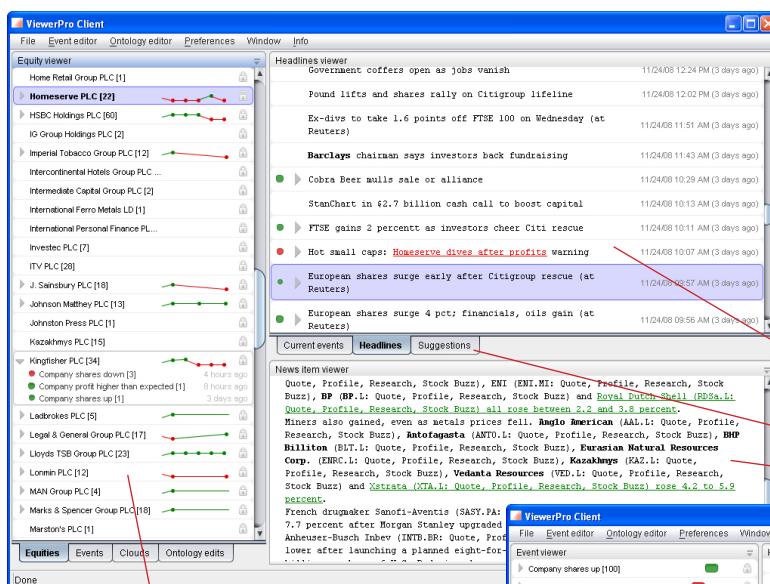 ViewerPro Client
File Event editor Ontology editor Preferences Window Info
Equity viewer
Home Retail Group PLC [1]
Homeserve PLC [22]
HSBC Holdings PLC [60]
IG Group Holdings PLC [2]
Imperial Tobacco Group PLC [12]
Intercontinental Hotels Group PLC ...
Intermediate Capital Group PLC [2]
International Ferro Metals LD [1]
International Personal Finance PL...
Investec PLC [7]
ITV PLC [28]
J. Sainsbury PLC [18]
Johnson Matthey PLC [13]
Johnston Press PLC [1]
Kazakhmys PLC [15]
Kingfisher PLC [34]
Company shares down [3] 4 hours ago
Company profit higher than expected [1] 8 hours ago
Company shares up [1] 3 days ago
Ladbrokes PLC [5]
Legal & General Group PLC [17]
Lloyds TSB Group PLC [23]
Lonmin PLC [12]
MAN Group PLC [4]
Marks & Spencer Group PLC [18]
Marston's PLC [1]
Equities Events Clouds Ontology edits
Done
Headlines viewer
Government coffers open as jobs vanish 11/24/08 12:24 PM (3 days ago)
Pound lifts and shares rally on Citigroup lifeline 11/24/08 12:02 PM (3 days ago)
Ex-divs to take 1.6 points off FTSE 100 on Wednesday (at
Reuters) 11/24/08 11:51 AM (3 days ago)
Barclays chairman says investors back fundraising 11/24/08 11:43 AM (3 days ago)
Cobra Beer mulls sale or alliance 11/24/08 10:29 AM (3 days ago)
StanChart in $2.7 billion cash call to boost capital 11/24/08 10:13 AM (3 days ago)
FTSE gains 2 percentt as investors cheer Citi rescue 11/24/08 10:11 AM (3 days ago)
Hot small caps: Homeserve dives after profits warning 11/24/08 10:07 AM (3 days ago)
European shares surge early after Citigroup rescue (at
Reuters) 11/24/08 09:57 AM (3 days ago)
European shares surge 4 pct; financials, oils gain (at
Reuters) 11/24/08 09:56 AM (3 days ago)
Current events Headlines Suggestions
News item viewer
Quote, Profile, Research, Stock Buzz), ENI (ENI.MI: Quote, Profile, Research, Stock
Buzz), BP (BP.L: Quote, Profile, Research, Stock Buzz) and Royal Dutch Shell (RDSa.L:
Quote, Profile, Research, Stock Buzz) all rose between 2.2 and 3.8 percent.
Miners also gained, even as metals prices fell. Anglo American (AAL.L: Quote, Profile,
Research, Stock Buzz), Antofagasta (ANTO.L: Quote, Profile, Research, Stock Buzz), BHP
Billiton (BLT.L: Quote, Profile, Research, Stock Buzz), Eurasian Natural Resources
Corp. (ENRC.L: Quote, Profile, Research, Stock Buzz), Kazakhmys (KAZ.L: Quote,
Profile, Research, Stock Buzz), Vedanta Resources (VED.L: Quote, Profile, Research,
Stock Buzz) and Xstrata (XTA.L: Quote, Profile, Research, Stock Buzz) rose 4.2 to 5.9
percent.
French drugmaker Sanofi-Aventis (SASY.PA:
7.7 percent after Morgan Stanley upgraded
Anheuser-Busch Inbev (INTB.BR: Quote, Prof
lower after launching a planned eight-for-
ViewerPro Client
File Event editor Ontology editor Preferences Window
Event viewer
Company shares up [100]